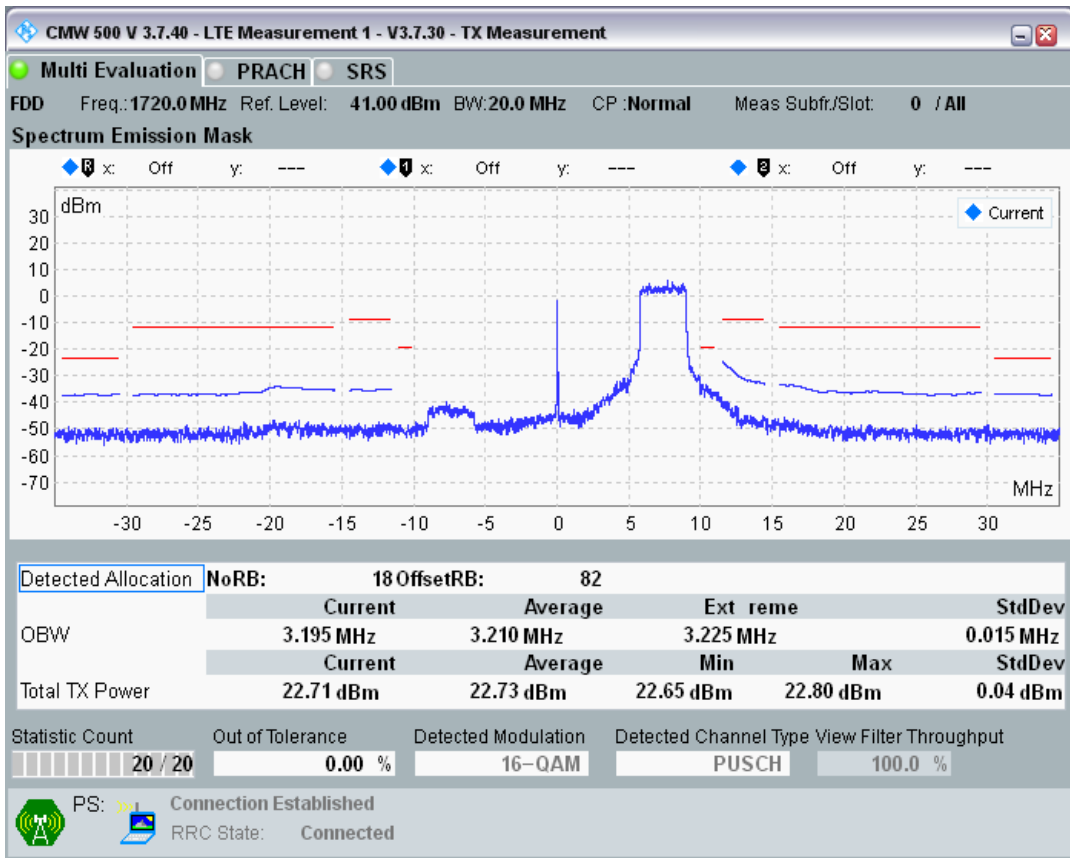 CMW 500 V 3.7.40 - LTE Measurement 1 - V3.7.30 - TX Measurement
Multi Evaluation PRACH SRS
FDD Freq.:1720.0 MHz Ref. Level: 41.00 dBm BW:20.0 MHz CP :Normal Meas Subfr./Slot: 0 / All
Spectrum Emission Mask
R x: Off y: --- 1 x: Off y: --- 2 x: Off y: ---
dBm
Current
30
20
10
0
-10
-20
-30
-40
-50
-60
-70
MHz
-30 -25 -20 -15 -10 -5 0 5 10 15 20 25 30
Detected Allocation NoRB: 18 OffsetRB: 82
Current Average Ext reme StdDev
OBW 3.195 MHz 3.210 MHz 3.225 MHz 0.015 MHz
Current Average Min Max StdDev
Total TX Power 22.71 dBm 22.73 dBm 22.65 dBm 22.80 dBm 0.04 dBm
Statistic Count Out of Tolerance Detected Modulation Detected Channel Type View Filter Throughput
20 / 20 0.00 % 16-QAM PUSCH 100.0 %
PS: Connection Established
RRC State: Connected